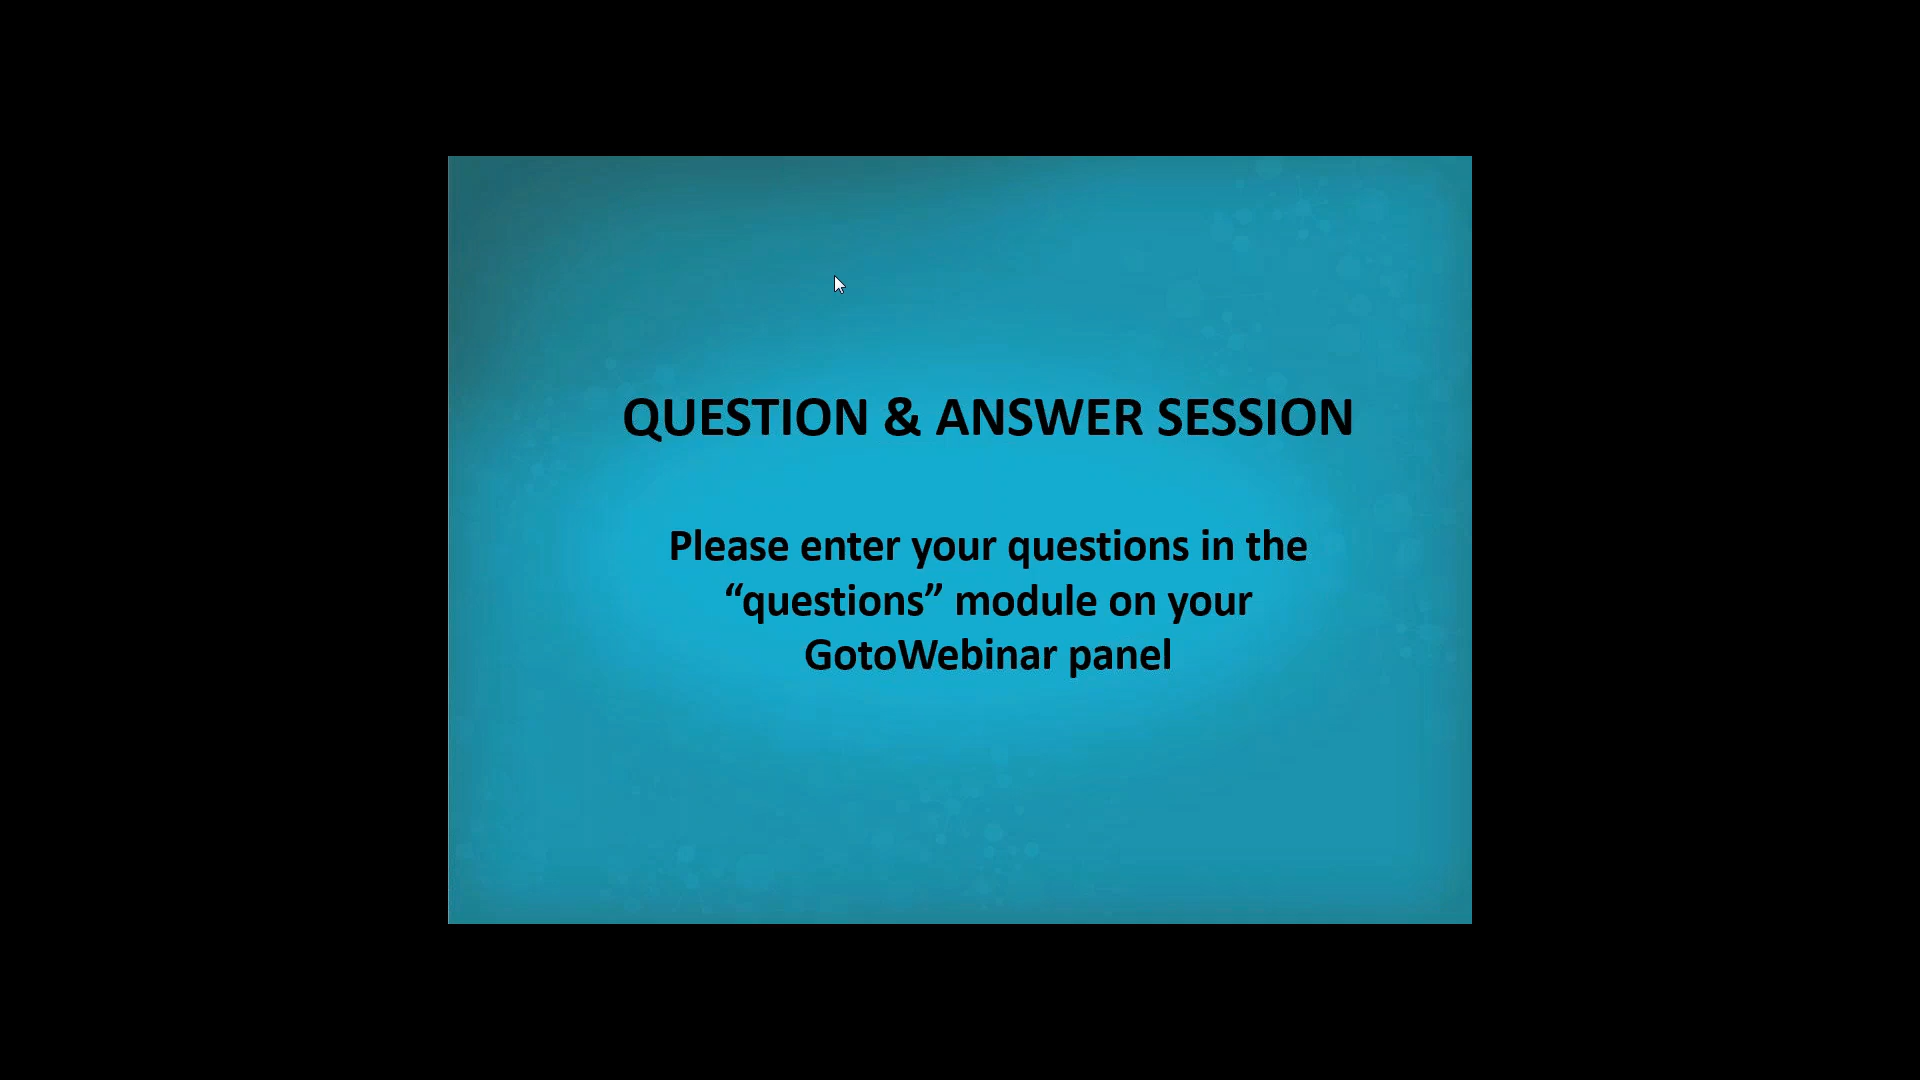 QUESTION & ANSWER SESSION
Please enter your questions in the
“questions” module on your
GotoWebinar panel